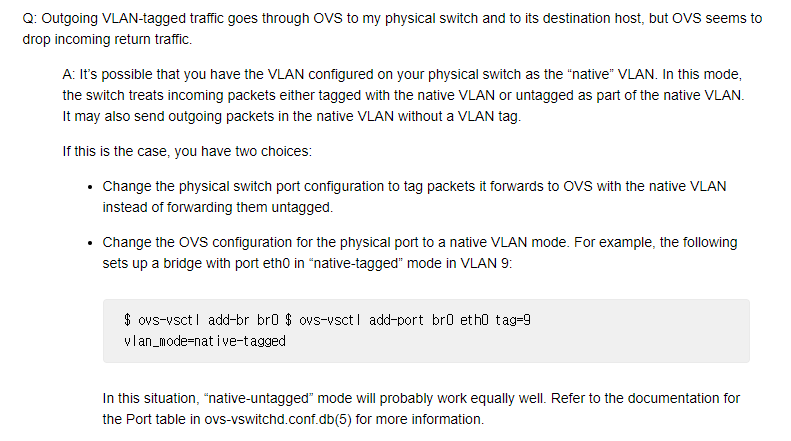 Q: Outgoing VLAN-tagged traffic goes through OVS to my physical switch and to its destination host, but OVS seems to
drop incoming return traffic.
A: It's possible that you have the VLAN configured on your physical switch as the “native” VLAN. In this mode,
the switch treats incoming packets either tagged with the native VLAN or untagged as part of the native VLAN.
It may also send outgoing packets in the native VLAN without a VLAN tag.
If this is the case, you have two choices:
• Change the physical switch port configuration to tag packets it forwards to OVS with the native VLAN
instead of forwarding them untagged.
• Change the OVS configuration for the physical port to a native VLAN mode. For example, the following
sets up a bridge with port eth0 in “native-tagged” mode in VLAN 9:
$ ovs-vsctl add-br br0 $ ovs-vsctl add-port br0 eth0 tag=9
vlan_mode=native-tagged
In this situation, “native-untagged” mode will probably work equally well. Refer to the documentation for
the Port table in ovs-vswitchd.conf.db(5) for more information.